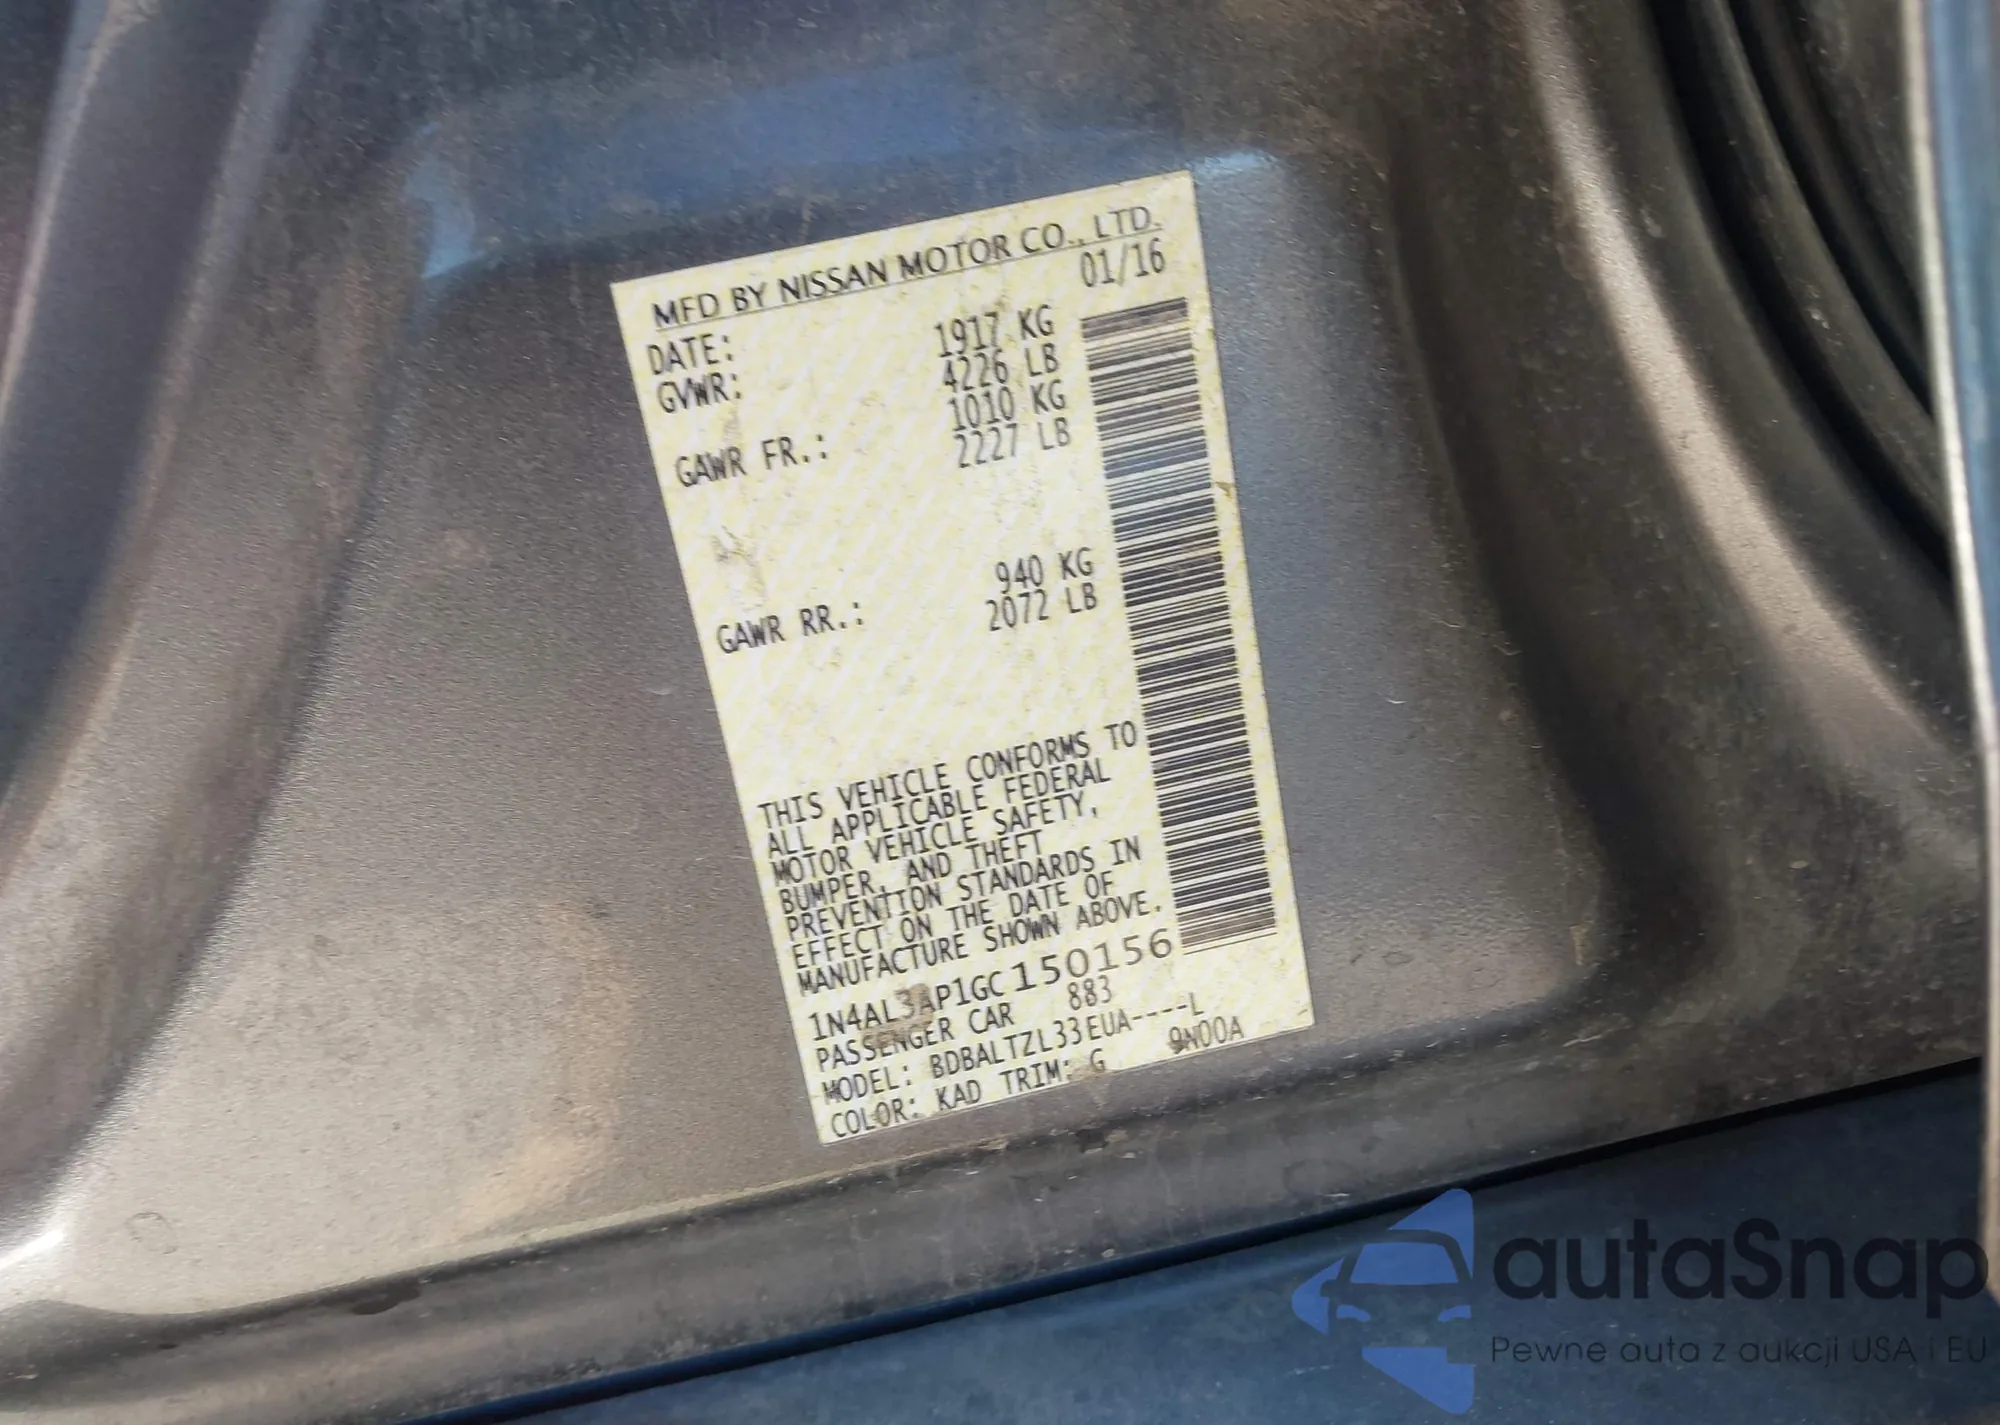 MFD BY NISSAN MOTOR CO., LTD.
DATE: 01/16
GVWR: 1917 KG
4226 LB
GAWR FR.: 1010 KG
2227 LB
GAWR RR.: 940 KG
2072 LB
THIS VEHICLE CONFORMS TO
ALL APPLICABLE FEDERAL
MOTOR VEHICLE SAFETY,
BUMPER, AND THEFT
PREVENTION STANDARDS IN
EFFECT ON THE DATE OF
MANUFACTURE SHOWN ABOVE.
1N4AL3AP1GC150156
PASSENGER CAR 883
MODEL: BDBALTZL33EUA----L
COLOR: KAD TRIM: G 9N00A
autaSnap
Pewne auta z aukcji USA i EU